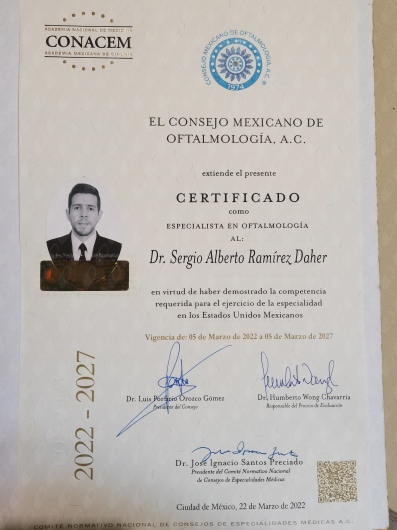 ACADEMIA NACIONAL DE MEDICINA
CONACEM
ACADEMIA MEXICANA DE CIRUGÍA
CONSEJO MEXICANO DE OFTALMOLOGÍA, A.C.
1974
EL CONSEJO MEXICANO DE
OFTALMOLOGÍA, A.C.
extiende el presente
CERTIFICADO
como
ESPECIALISTA EN OFTALMOLOGÍA
AL:
Dr. Sergio Alberto Ramírez Daher
en virtud de haber demostrado la competencia
requerida para el ejercicio de la especialidad
en los Estados Unidos Mexicanos
Vigencia de: 05 de Marzo de 2022 a 05 de Marzo de 2027
2022 - 2027
Dr. Luis Porfirio Orozco Gómez
Presidente del Consejo
Dr. Humberto Wong Chavarria
Responsable del Proceso de Evaluación
Dr. José Ignacio Santos Preciado
Presidente del Comité Normativo Nacional
de Consejos de Especialidades Médicas
Ciudad de México, 22 de Marzo de 2022
COMITÉ NORMATIVO NACIONAL DE CONSEJOS DE ESPECIALIDADES MÉDICAS A.C.